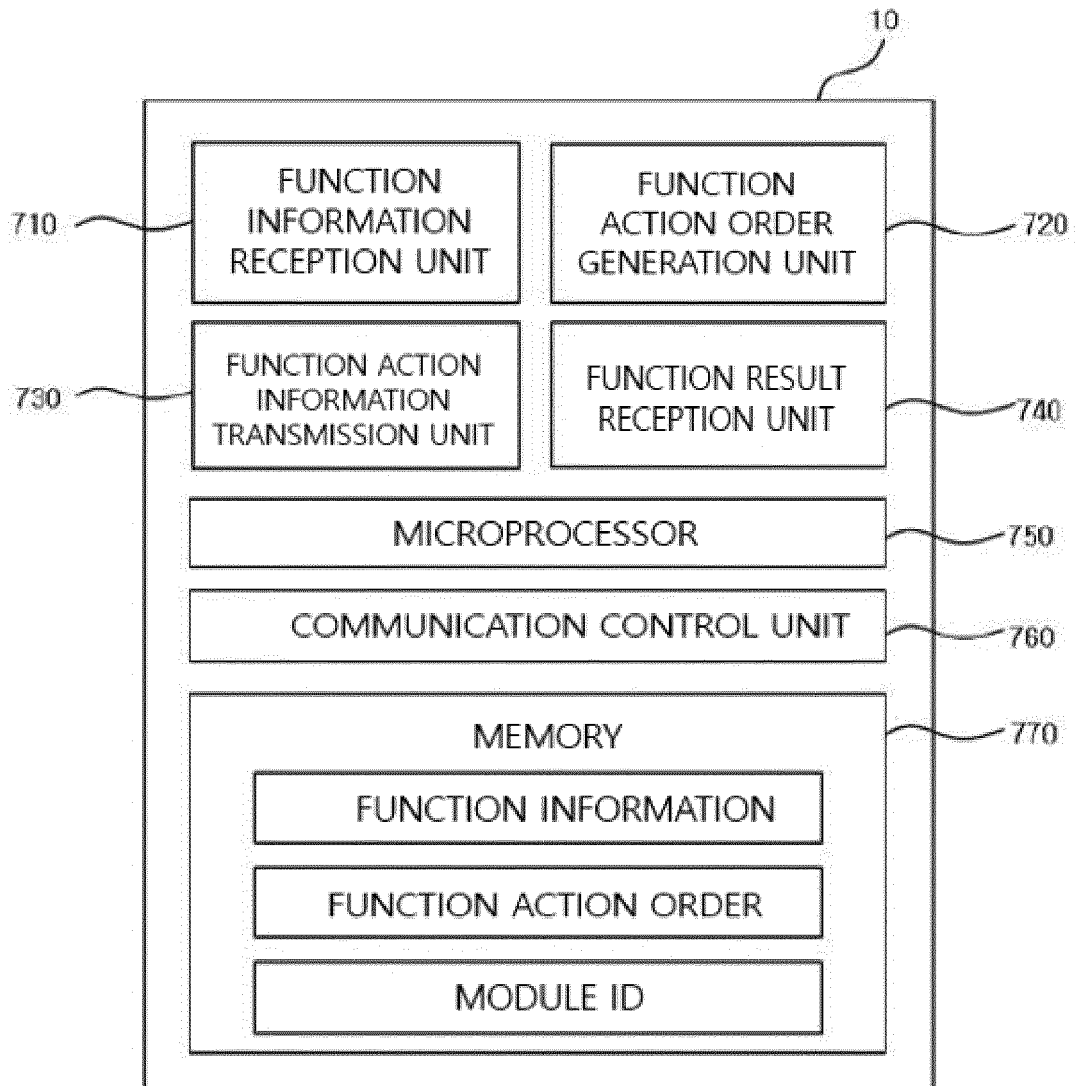 10
FUNCTION
INFORMATION
RECEPTION UNIT
710
FUNCTION
ACTION ORDER
GENERATION UNIT
720
FUNCTION ACTION
INFORMATION
TRANSMISSION UNIT
730
FUNCTION RESULT
RECEPTION UNIT
740
MICROPROCESSOR
750
COMMUNICATION CONTROL UNIT
760
MEMORY
770
FUNCTION INFORMATION
FUNCTION ACTION ORDER
MODULE ID